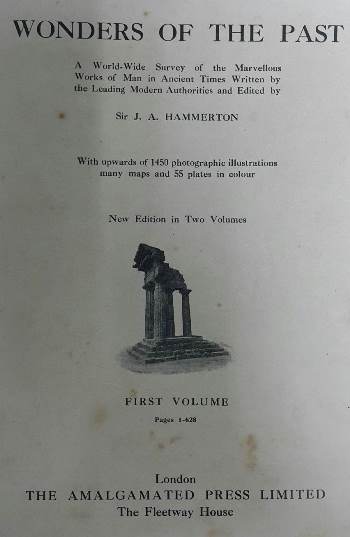 WONDERS OF THE PAST
A World-Wide Survey of the Marvellous
Works of Man in Ancient Times Written by
the Leading Modern Authorities and Edited by
Sir J. A. HAMMERTON
With upwards of 1450 photographic illustrations
many maps and 55 plates in colour
New Edition in Two Volumes
FIRST VOLUME
Pages 1-628
London
THE AMALGAMATED PRESS LIMITED
The Fleetway House